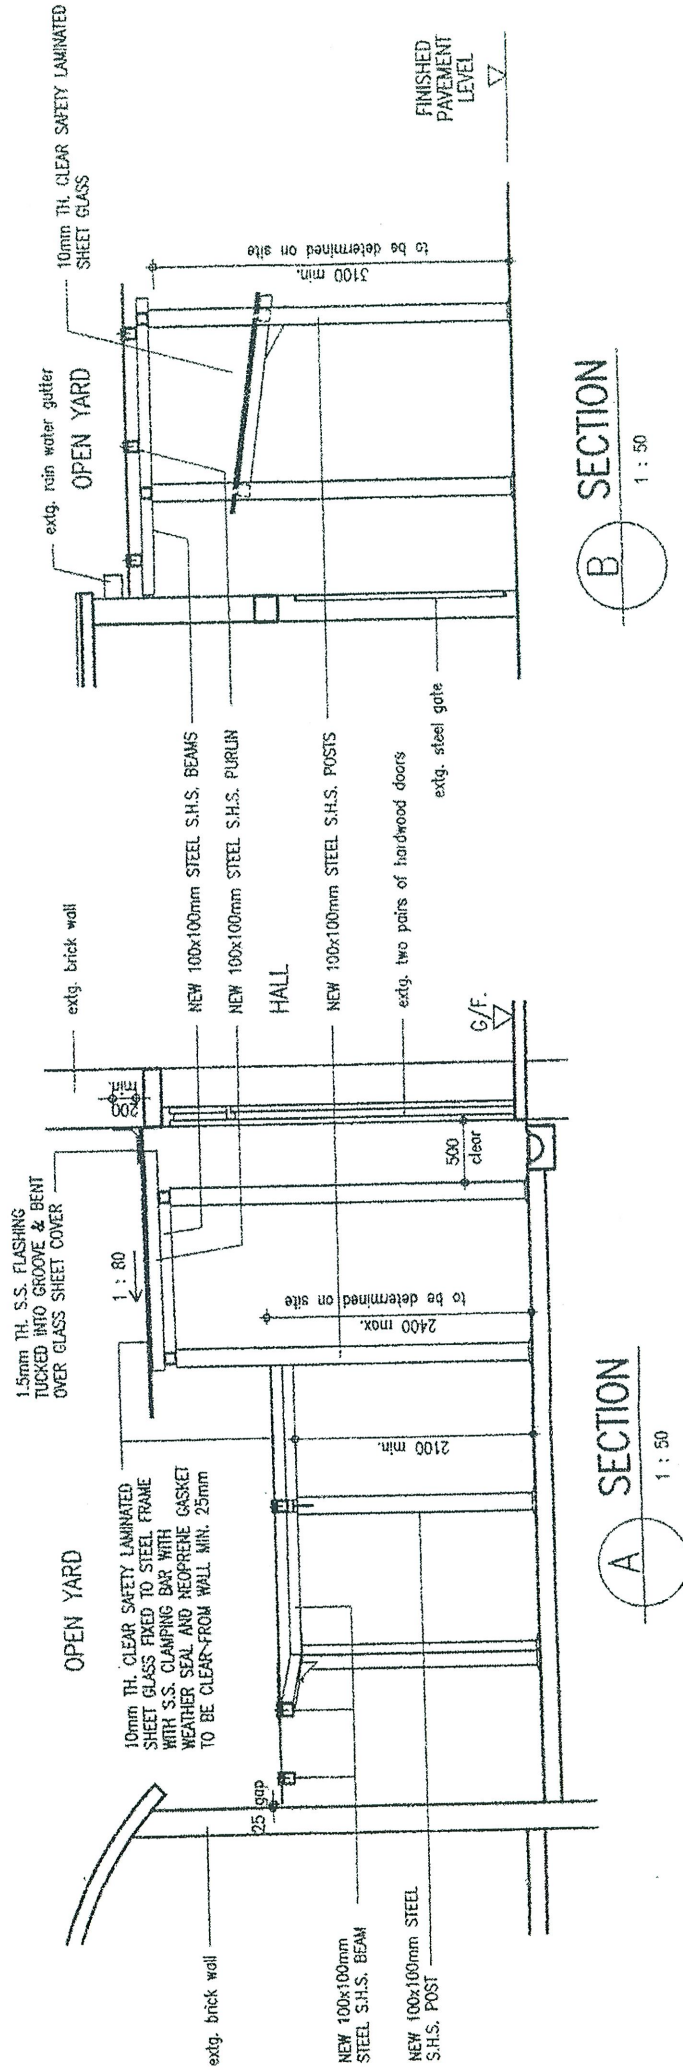 extg. brick wall
OPEN YARD
10mm TH. CLEAR SAFETY LAMINATED
SHEET GLASS FIXED TO STEEL FRAME
WITH S.S. CLAMPING BAR WITH
WEATHER SEAL AND NEOPRENE GASKET
TO BE CLEAR FROM WALL MIN. 25mm
1.5mm TH. S.S. FLASHING
TUCKED INTO GROOVE & BENT
OVER GLASS SHEET COVER
1 : 80
extg. brick wall
200
min.
25 gap
NEW 100x100mm
STEEL S.H.S. BEAM
NEW 100x100mm STEEL
S.H.S. POST
2100 min.
2400 max.
to be determined on site
500
clear
NEW 100x100mm STEEL S.H.S. BEAMS
NEW 100x100mm STEEL S.H.S. PURLIN
HALL
NEW 100x100mm STEEL S.H.S. POSTS
extg. two pairs of hardwood doors
G/F.
extg. steel gate
A
SECTION
1 : 50
extg. rain water gutter
OPEN YARD
10mm TH. CLEAR SAFETY LAMINATED
SHEET GLASS
3100 min.
to be determined on site
FINISHED
PAVEMENT
LEVEL
B
SECTION
1 : 50